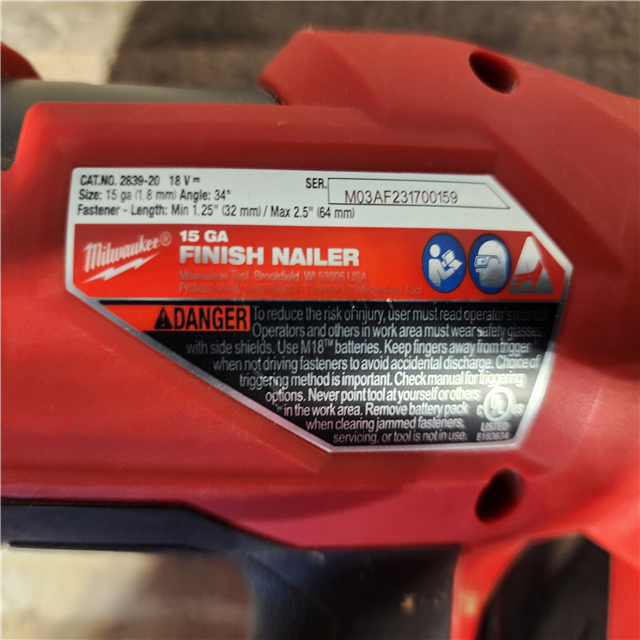 CAT.NO. 2839-20 18 V
SER. M03AF231700159
Size: 15 ga (1.8 mm) Angle: 34°
Fastener - Length: Min 1.25" (32 mm) / Max 2.5" (64 mm)
Milwaukee®
15 GA
FINISH NAILER
Milwaukee Tool, Brookfield, WI 53005 USA
DANGER To reduce the risk of injury, user must read operator's manual.
Operators and others in work area must wear safety glasses
with side shields. Use M18™ batteries. Keep fingers away from trigger
when not driving fasteners to avoid accidental discharge. Choice of
triggering method is important. Check manual for triggering
options. Never point tool at yourself or others
in the work area. Remove battery pack
when clearing jammed fasteners,
servicing, or tool is not in use.
C UL US
LISTED
E183634